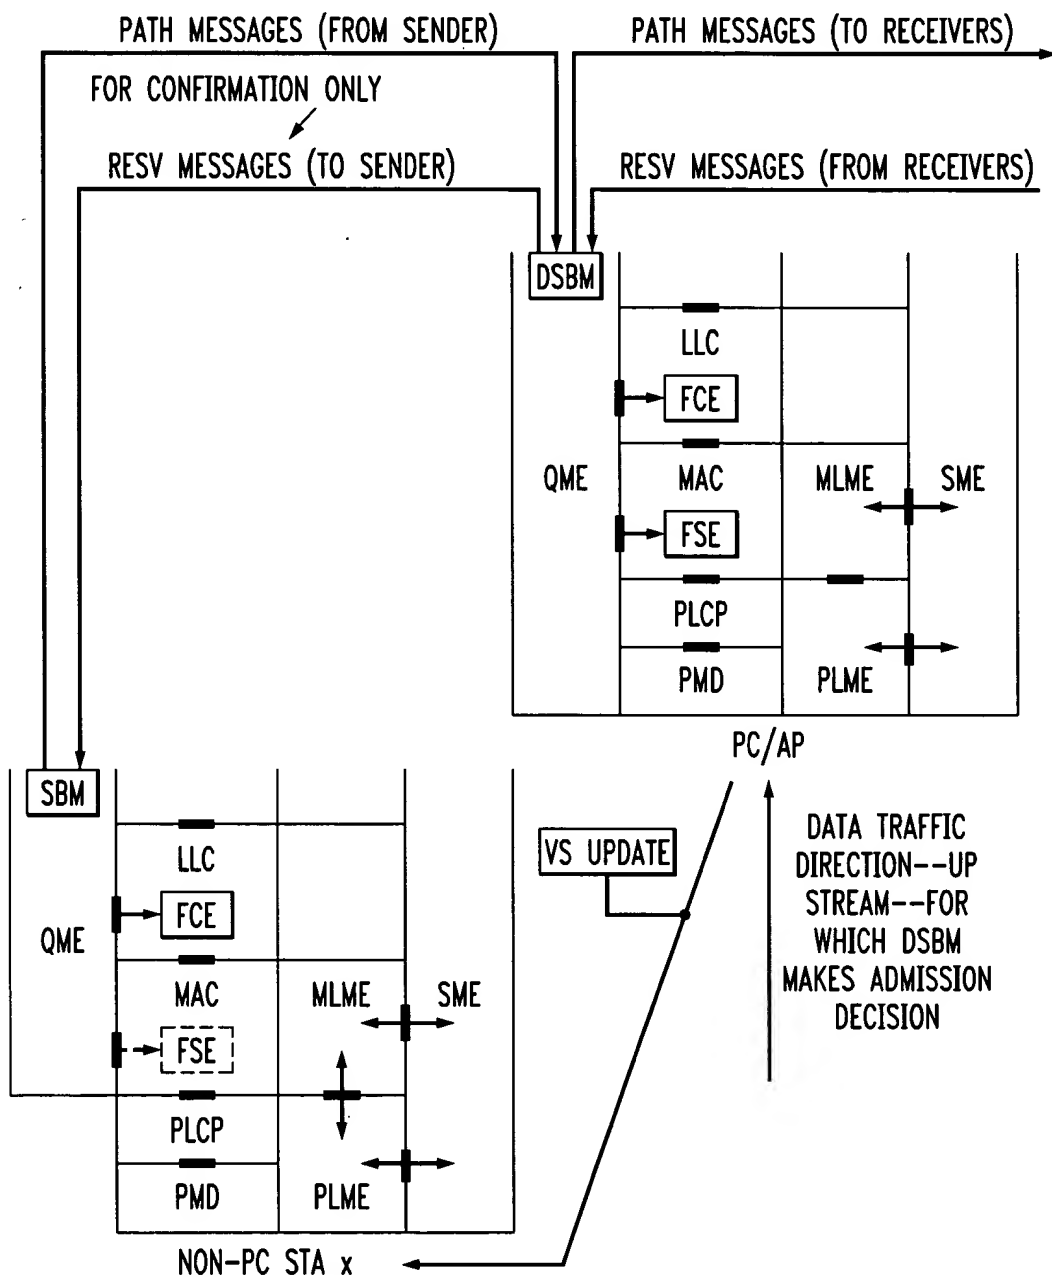 PATH MESSAGES (FROM SENDER)
PATH MESSAGES (TO RECEIVERS)
FOR CONFIRMATION ONLY
RESV MESSAGES (TO SENDER)
RESV MESSAGES (FROM RECEIVERS)
DSBM
LLC
FCE
QME
MAC
MLME
SME
FSE
PLCP
PMD
PLME
PC/AP
SBM
VS UPDATE
DATA TRAFFIC
DIRECTION--UP
STREAM--FOR
WHICH DSBM
MAKES ADMISSION
DECISION
LLC
FCE
QME
MAC
MLME
SME
FSE
PLCP
PMD
PLME
NON-PC STA x